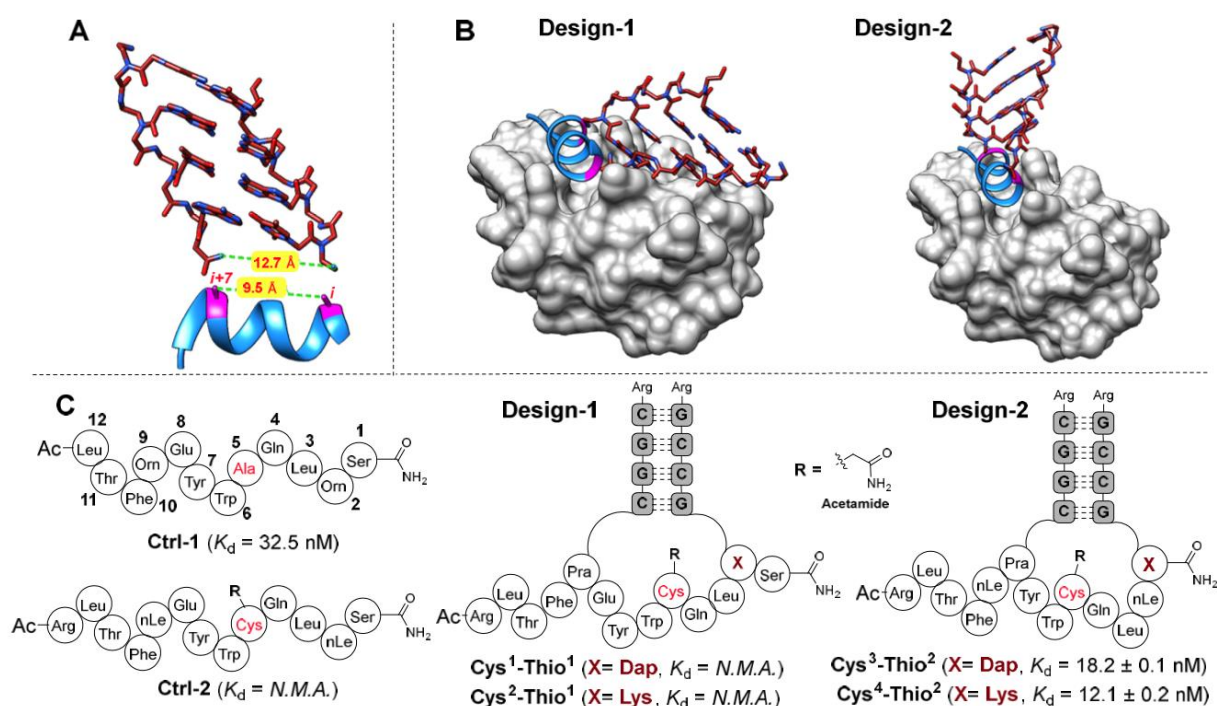 A
12.7 Å
i+7
9.5 Å
i
B
Design-1
Design-2
C
12
Ac
Leu
Thr
11
Phe
10
9
Orn
8
Glu
7
Tyr
Trp
6
5
Ala
4
Gln
3
Leu
Orn
2
1
Ser
O
NH2
Ctrl-1 (Kd = 32.5 nM)
Ac
Arg
Leu
Thr
Phe
nLe
Glu
Tyr
Trp
R
Cys
Gln
Leu
nLe
Ser
O
NH2
Ctrl-2 (Kd = N.M.A.)
Design-1
Arg Arg
C G
G C
G C
C G
Ac
Arg
Leu
Thr
Phe
Pra
Glu
Tyr
Trp
R
Cys
Gln
Leu
X
Ser
O
NH2
Cys1-Thio1 (X= Dap, Kd = N.M.A.)
Cys2-Thio1 (X= Lys, Kd = N.M.A.)
R =
O
NH2
Acetamide
Design-2
Arg Arg
C G
G C
G C
C G
Ac
Arg
Leu
Thr
Phe
nLe
Pra
Tyr
Trp
R
Cys
Gln
Leu
nLe
X
O
NH2
Cys3-Thio2 (X= Dap, Kd = 18.2 ± 0.1 nM)
Cys4-Thio2 (X= Lys, Kd = 12.1 ± 0.2 nM)